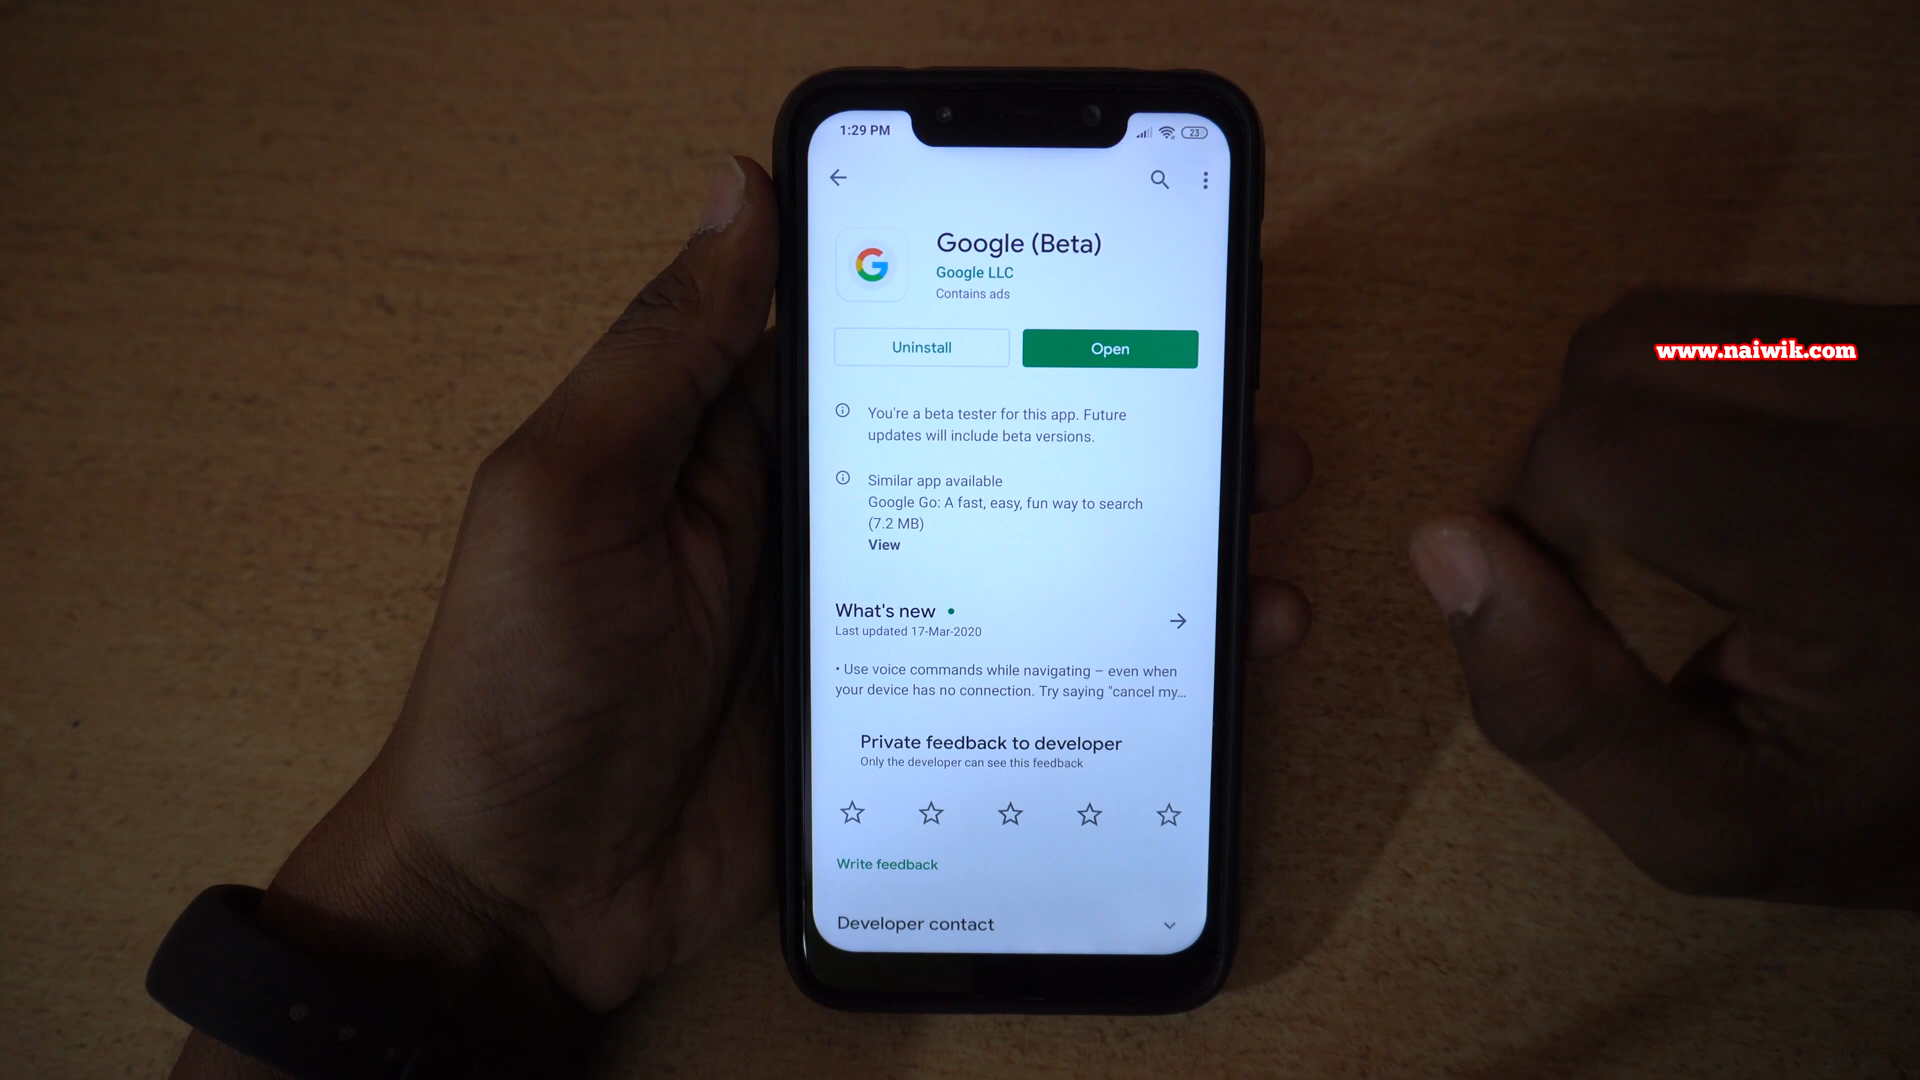 1:29 PM
23
Google (Beta)
Google LLC
Contains ads
Uninstall
Open
www.naiwik.com
You're a beta tester for this app. Future
updates will include beta versions.
Similar app available
Google Go: A fast, easy, fun way to search
(7.2 MB)
View
What's new
Last updated 17-Mar-2020
• Use voice commands while navigating – even when
your device has no connection. Try saying "cancel my...
Private feedback to developer
Only the developer can see this feedback
Write feedback
Developer contact